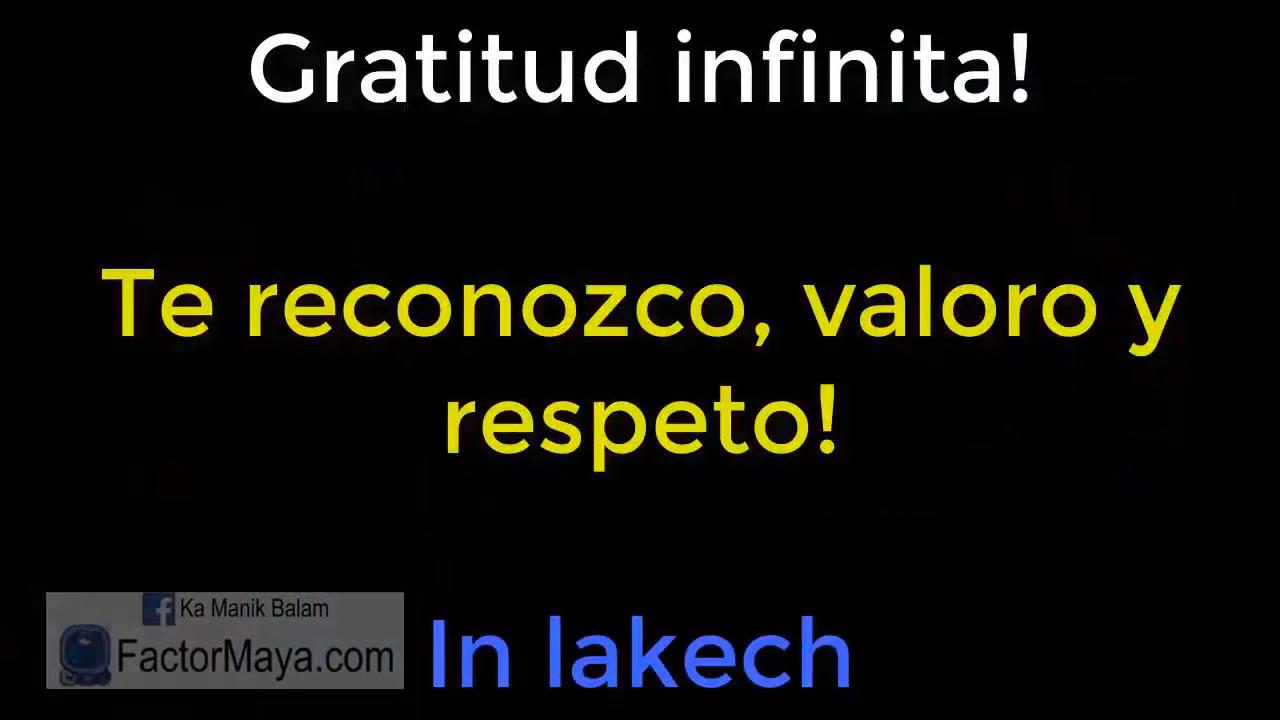 Gratitud infinita!
Te reconozco, valoro y
respeto!
Ka Manik Balam
FactorMaya.com
In lakech